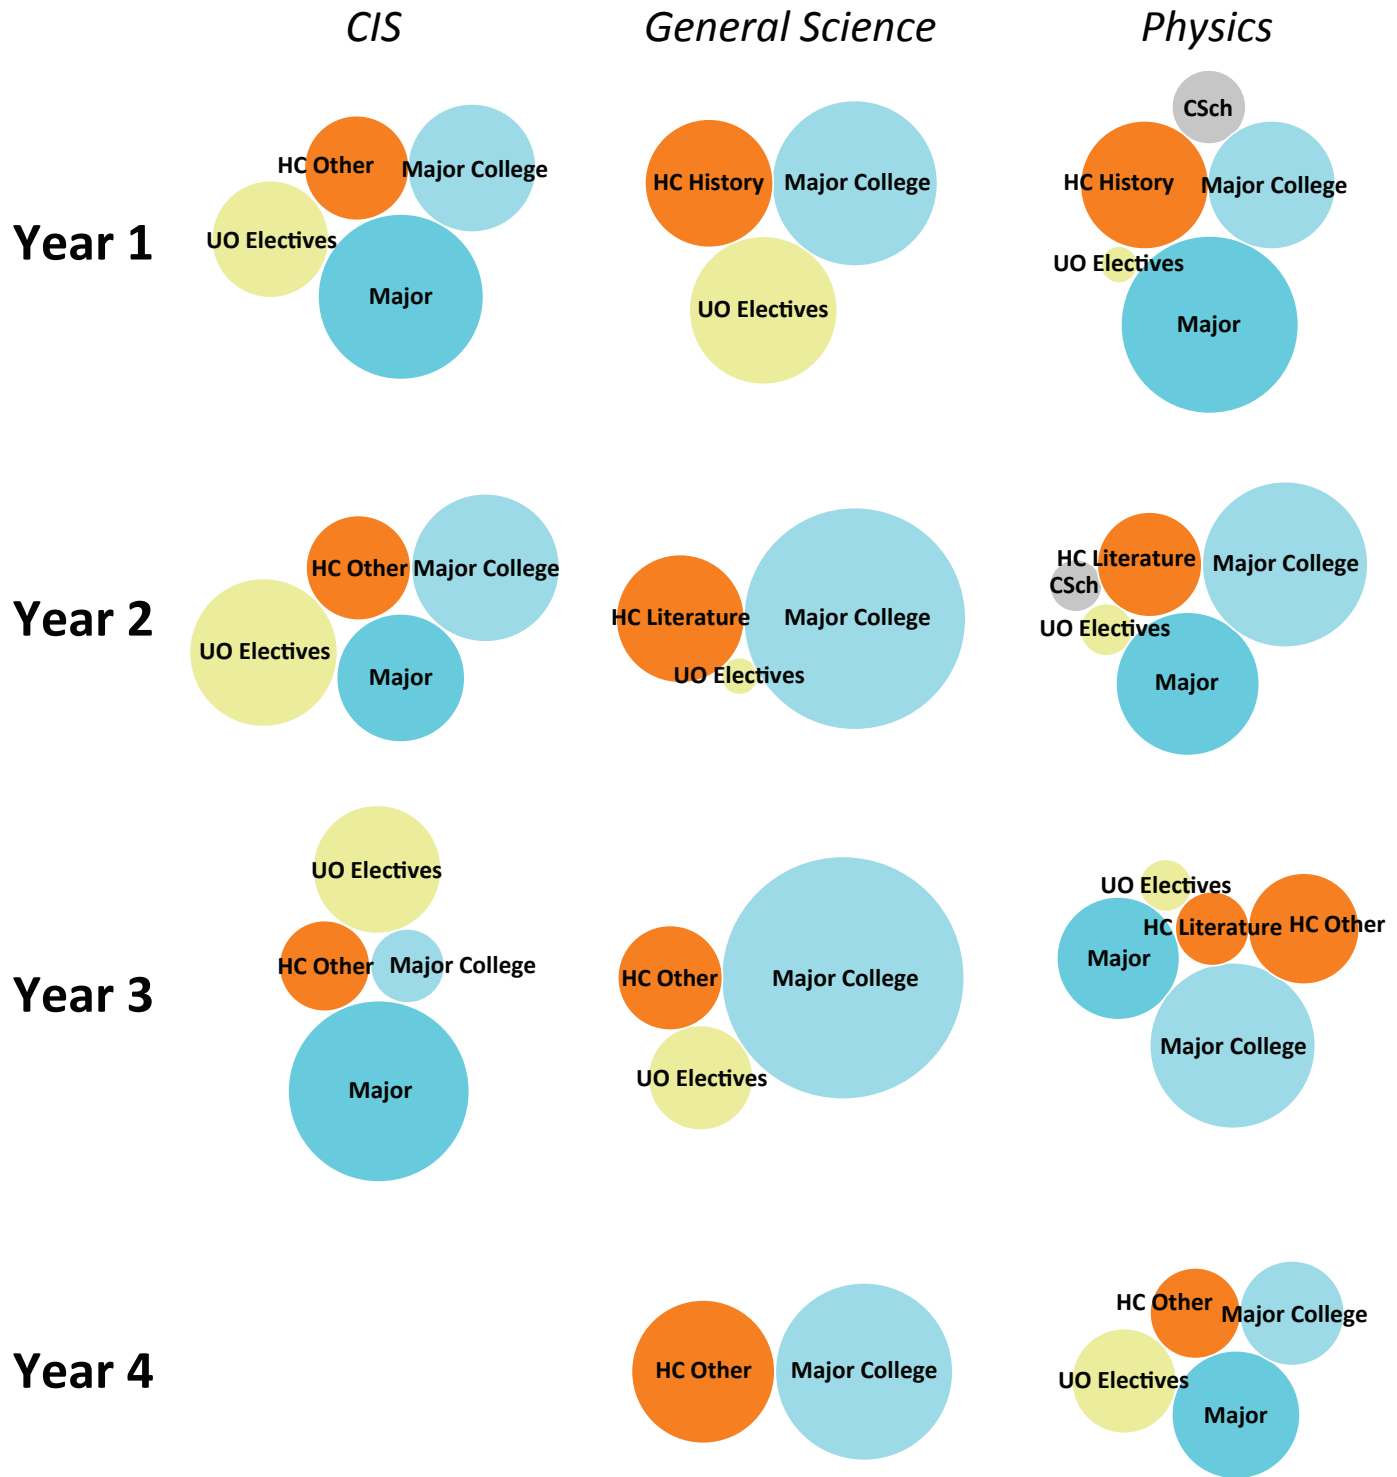 CIS
General Science
Physics
Year 1
HC Other
Major College
UO Electives
Major
HC History
Major College
UO Electives
CSch
HC History
Major College
UO Electives
Major
Year 2
HC Other
Major College
UO Electives
Major
HC Literature
Major College
UO Electives
HC Literature
Major College
CSch
UO Electives
Major
Year 3
UO Electives
HC Other
Major College
Major
HC Other
Major College
UO Electives
UO Electives
HC Literature
HC Other
Major
Major College
Year 4
HC Other
Major College
HC Other
Major College
UO Electives
Major